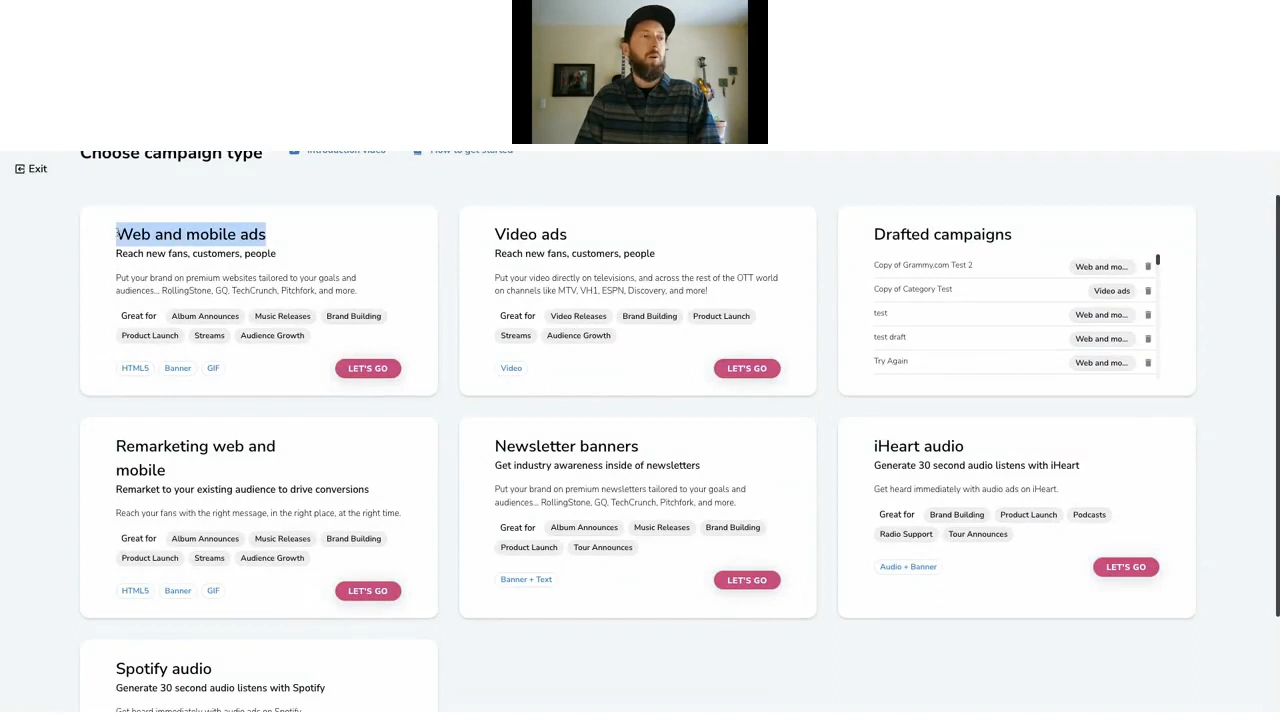 Choose campaign type
Introduction video
How to get started
Exit
Web and mobile ads
Reach new fans, customers, people
Put your brand on premium websites tailored to your goals and
audiences... RollingStone, GQ, TechCrunch, Pitchfork, and more.
Great for Album Announces Music Releases Brand Building
Product Launch Streams Audience Growth
HTML5 Banner GIF LET'S GO
Video ads
Reach new fans, customers, people
Put your video directly on televisions, and across the rest of the OTT world
on channels like MTV, VH1, ESPN, Discovery, and more!
Great for Video Releases Brand Building Product Launch
Streams Audience Growth
Video LET'S GO
Drafted campaigns
Copy of Grammy.com Test 2 Web and mo...
Copy of Category Test Video ads
test Web and mo...
test draft Web and mo...
Try Again Web and mo...
Remarketing web and
mobile
Remarket to your existing audience to drive conversions
Reach your fans with the right message, in the right place, at the right time.
Great for Album Announces Music Releases Brand Building
Product Launch Streams Audience Growth
HTML5 Banner GIF LET'S GO
Newsletter banners
Get industry awareness inside of newsletters
Put your brand on premium newsletters tailored to your goals and
audiences... RollingStone, GQ, TechCrunch, Pitchfork, and more.
Great for Album Announces Music Releases Brand Building
Product Launch Tour Announces
Banner + Text LET'S GO
iHeart audio
Generate 30 second audio listens with iHeart
Get heard immediately with audio ads on iHeart.
Great for Brand Building Product Launch Podcasts
Radio Support Tour Announces
Audio + Banner LET'S GO
Spotify audio
Generate 30 second audio listens with Spotify
Get heard immediately with audio ads on Spotify.